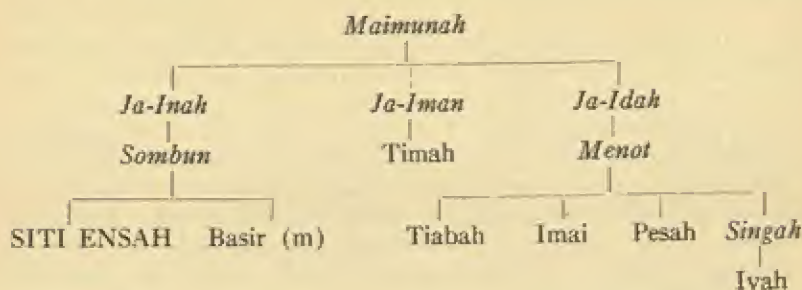 Maimunah
Ja-Inah Ja-Iman Ja-Idah
Sombun Timah Menot
SITI ENSAH Basir (m) Tiabah Imai Pesah Singah
Iyah